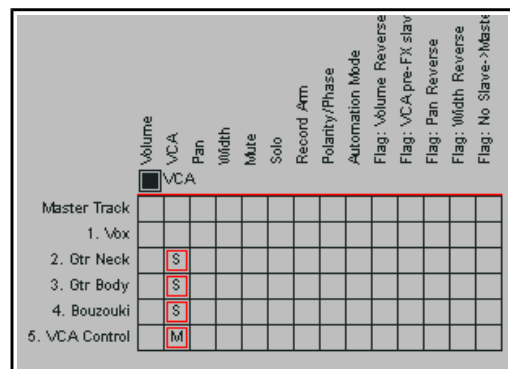 Volume
VCA
Pan
Width
Mute
Solo
Record Arm
Polarity/Phase
Automation Mode
Flag: Volume Reverse
Flag: VCA pre-FX slav
Flag: Pan Reverse
Flag: Width Reverse
Flag: No Slave->Maste
VCA
Master Track
1. Vox
2. Gtr Neck S
3. Gtr Body S
4. Bouzouki S
5. VCA Control M